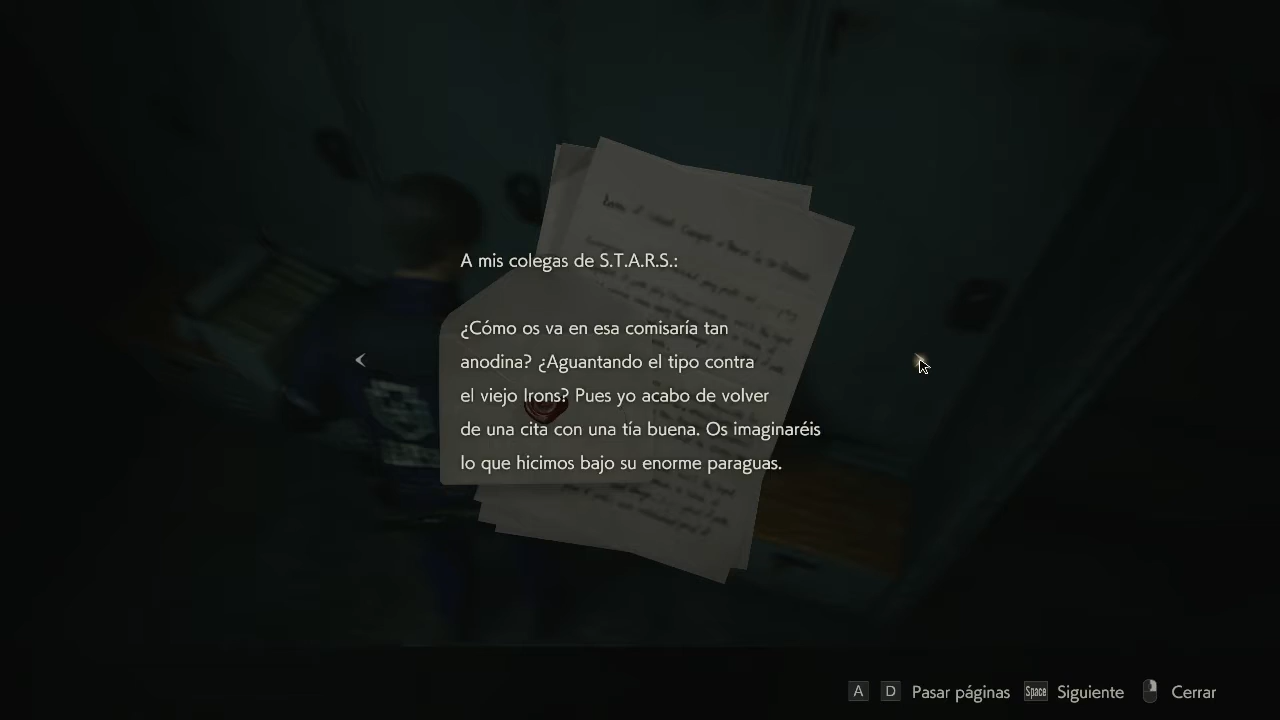 A mis colegas de S.T.A.R.S.:
¿Cómo os va en esa comisaría tan
anodina? ¿Aguantando el tipo contra
el viejo Irons? Pues yo acabo de volver
de una cita con una tía buena. Os imaginaréis
lo que hicimos bajo su enorme paraguas.
A D Pasar páginas Space Siguiente Cerrar